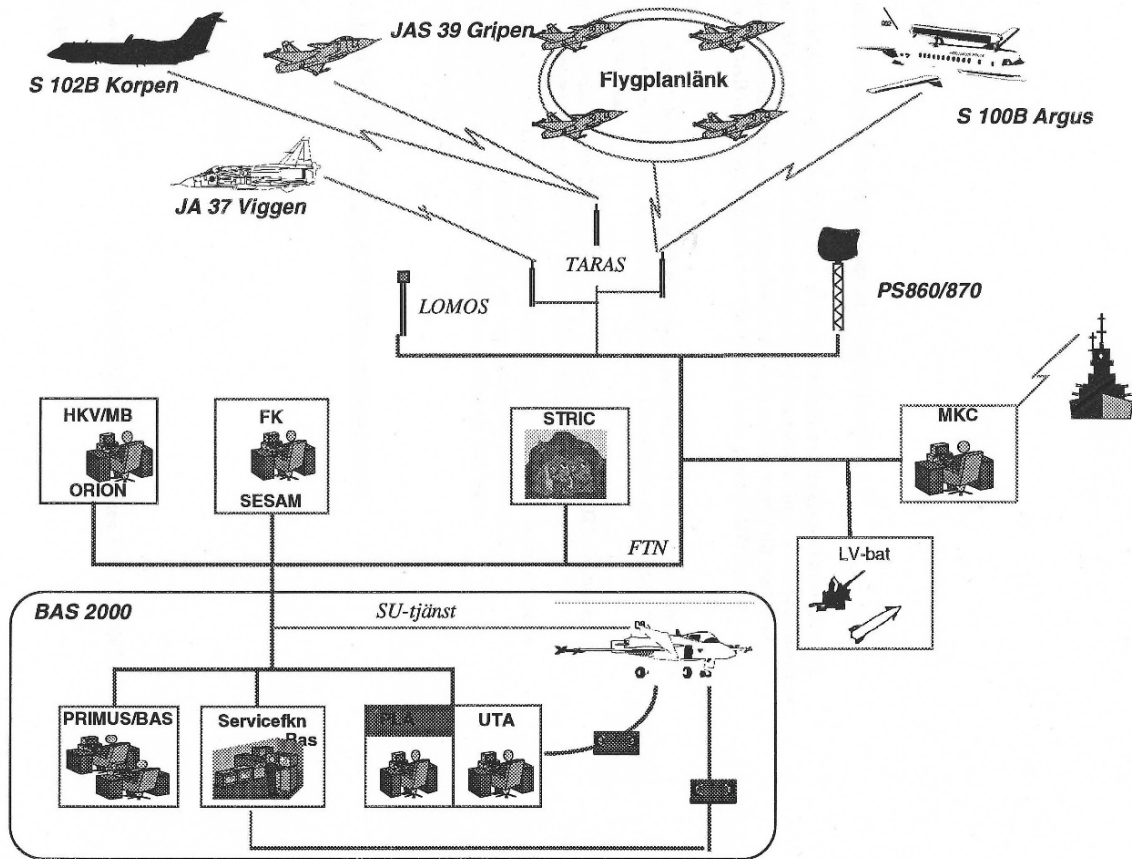 JAS 39 Gripen
S 102B Korpen
Flygplanlänk
S 100B Argus
JA 37 Viggen
TARAS
LOMOS
PS860/870
HKV/MB
ORION
FK
SESAM
STRIC
MKC
FTN
LV-bat
BAS 2000
SU-tjänst
PRIMUS/BAS
Servicefkn
Bas
PLA
UTA